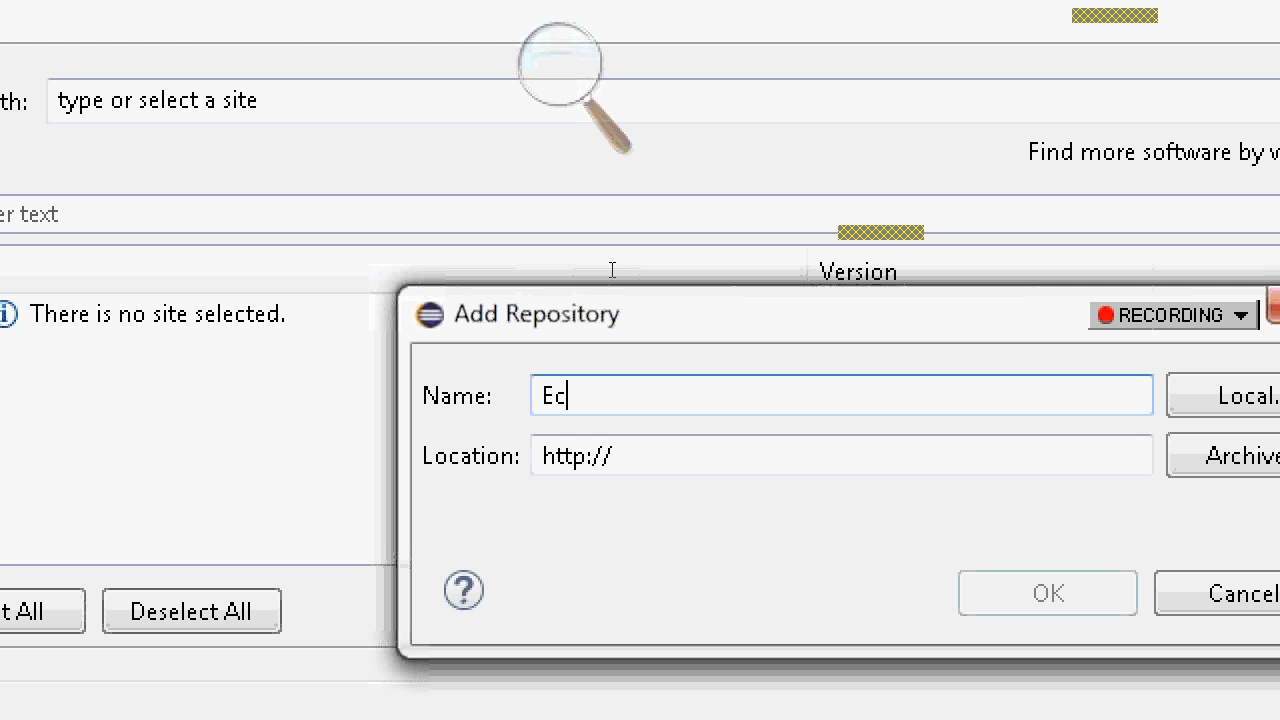 th: type or select a site
Find more software by w
er text
Version
There is no site selected.
Add Repository
RECORDING
Name: Ec
Local.
Location: http://
Archive
t All
Deselect All
OK
Cancel